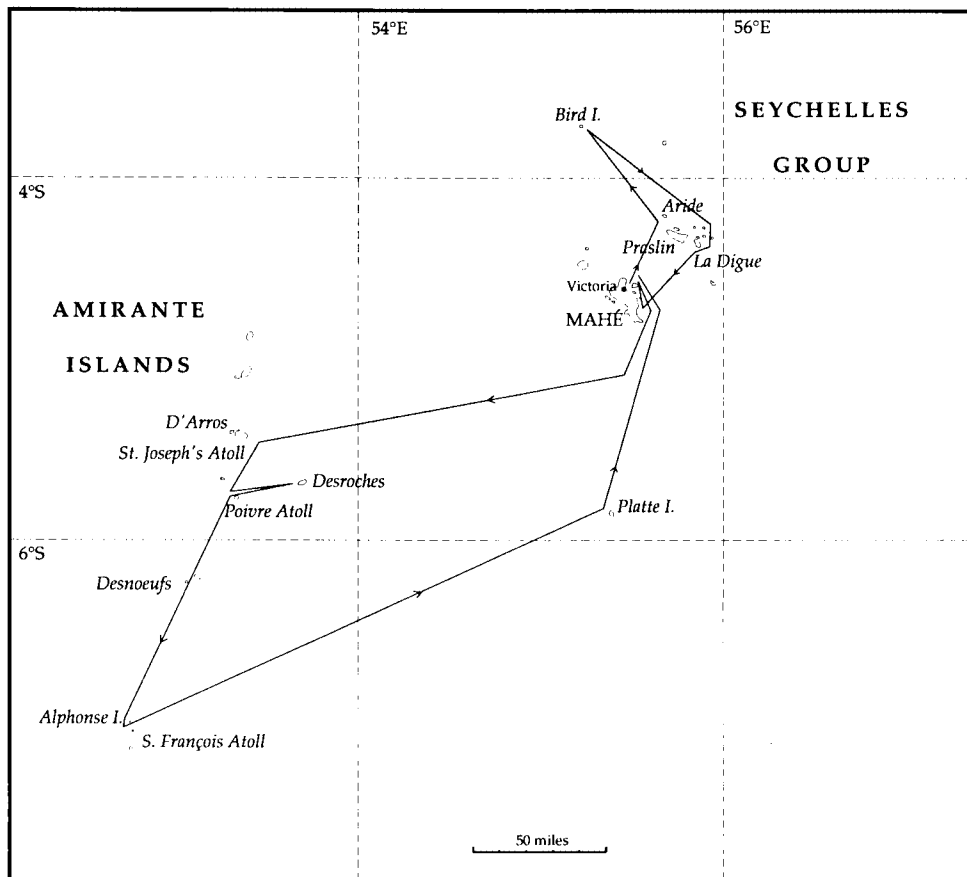 54°E
56°E
SEYCHELLES
GROUP
Bird I.
4°S
Aride
Praslin
La Digue
Victoria
MAHÉ
AMIRANTE
ISLANDS
D'Arros
St. Joseph's Atoll
Desroches
Poivre Atoll
Platte I.
6°S
Desnoeufs
Alphonse I.
S. François Atoll
50 miles